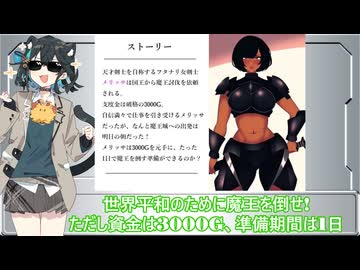 ストーリー
天才剣士を自称するフタナリ女剣士
メリッサは国王から魔王討伐を依頼
される。
支度金は破格の3000G。
自信満々で仕事を引き受けるメリッサ
だったが、なんと魔王城への出発は
明日の朝だった！
メリッサは3000Gを元手に、たった
1日で魔王を倒す準備ができるのか？
世界平和のために魔王を倒せ！
ただし資金は3000G、準備期間は1日